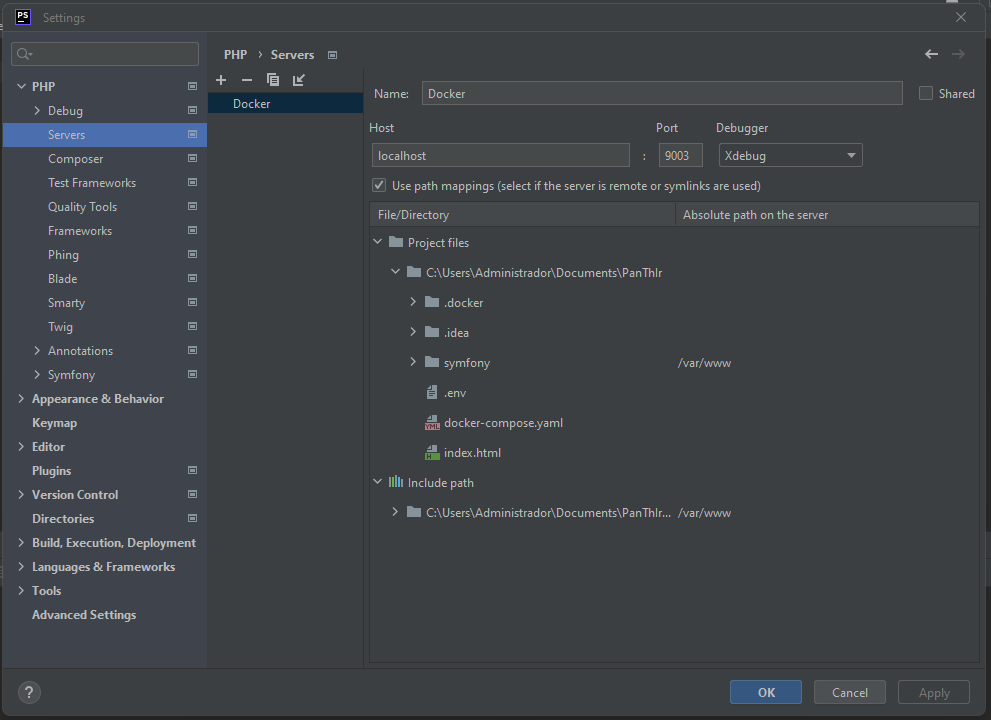 PS Settings
PHP › Servers
PHP
Debug
Servers
Composer
Test Frameworks
Quality Tools
Frameworks
Phing
Blade
Smarty
Twig
Annotations
Symfony
Appearance & Behavior
Keymap
Editor
Plugins
Version Control
Directories
Build, Execution, Deployment
Languages & Frameworks
Tools
Advanced Settings
Docker
Name: Docker Shared
Host Port Debugger
localhost : 9003 Xdebug
Use path mappings (select if the server is remote or symlinks are used)
File/Directory Absolute path on the server
Project files
C:\Users\Administrador\Documents\PanThlr
.docker
.idea
symfony /var/www
.env
YML docker-compose.yaml
H index.html
Include path
C:\Users\Administrador\Documents\PanThlr... /var/www
? OK Cancel Apply